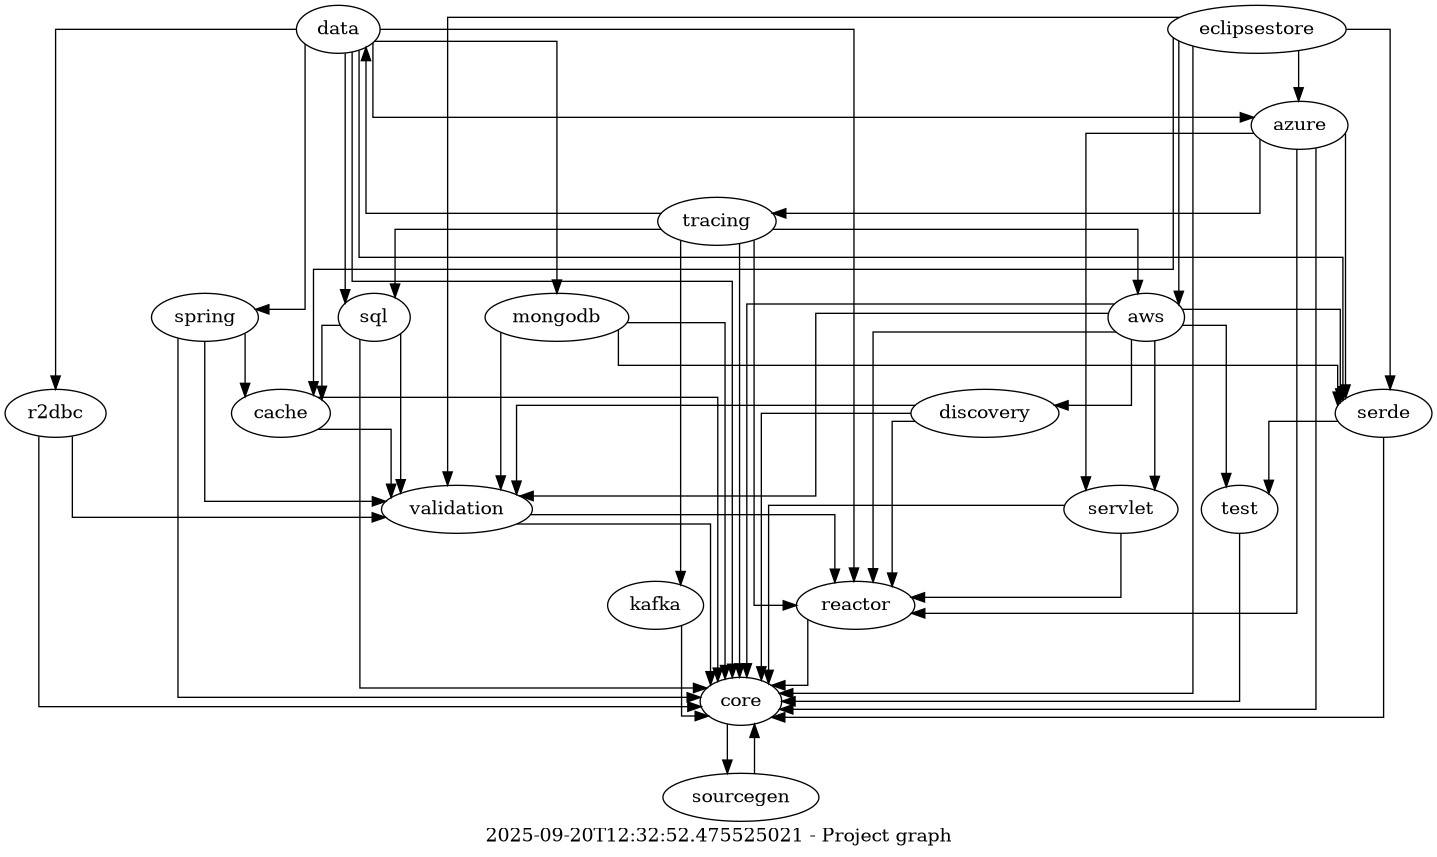 data
eclipsestore
azure
tracing
spring
sql
mongodb
aws
r2dbc
cache
discovery
serde
validation
servlet
test
kafka
reactor
core
sourcegen
2025-09-20T12:32:52.475525021 - Project graph